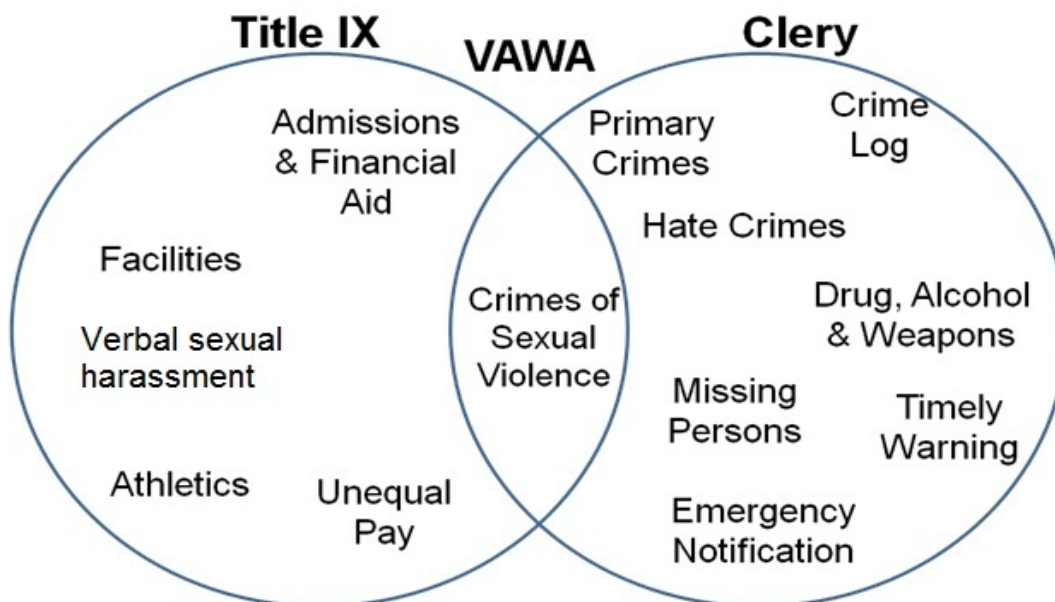 Title IX
VAWA
Clery
Admissions
& Financial
Aid
Facilities
Verbal sexual
harassment
Athletics
Unequal
Pay
Crimes of
Sexual
Violence
Primary
Crimes
Crime
Log
Hate Crimes
Drug, Alcohol
& Weapons
Missing
Persons
Timely
Warning
Emergency
Notification